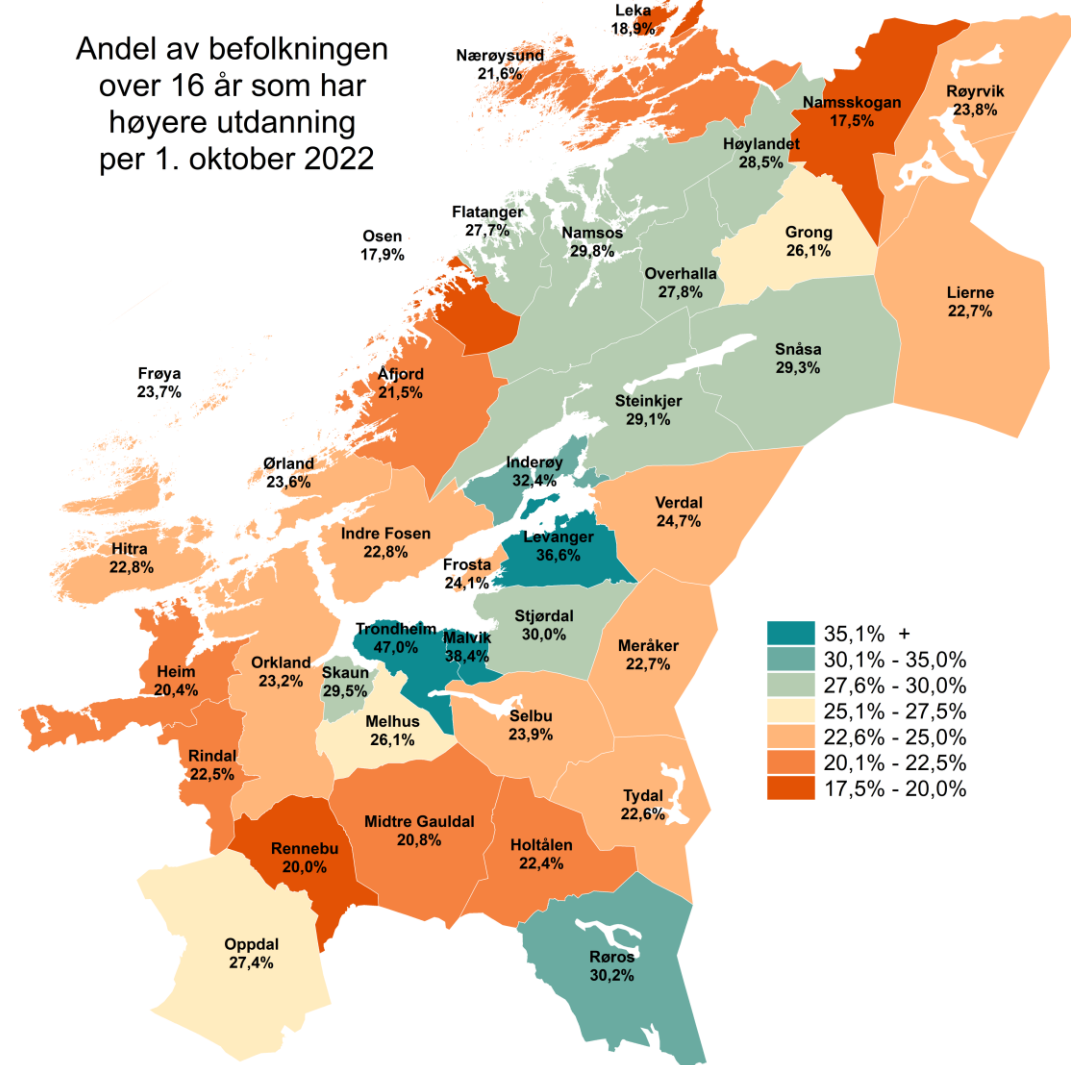 Andel av befolkningen
over 16 år som har
høyere utdanning
per 1. oktober 2022
Leka
18,9%
Nærøysund
21,6%
Namsskogan
17,5%
Røyrvik
23,8%
Høylandet
28,5%
Flatanger
27,7%
Namsos
29,8%
Grong
26,1%
Osen
17,9%
Overhalla
27,8%
Lierne
22,7%
Snåsa
29,3%
Frøya
23,7%
Åfjord
21,5%
Steinkjer
29,1%
Ørland
23,6%
Inderøy
32,4%
Verdal
24,7%
Hitra
22,8%
Indre Fosen
22,8%
Levanger
36,6%
Frosta
24,1%
Stjørdal
30,0%
Trondheim
47,0%
Malvik
38,4%
Meråker
22,7%
Heim
20,4%
Orkland
23,2%
Skaun
29,5%
Melhus
26,1%
Selbu
23,9%
Rindal
22,5%
Tydal
22,6%
Midtre Gauldal
20,8%
Holtålen
22,4%
Rennebu
20,0%
Oppdal
27,4%
Røros
30,2%
35,1% +
30,1% - 35,0%
27,6% - 30,0%
25,1% - 27,5%
22,6% - 25,0%
20,1% - 22,5%
17,5% - 20,0%